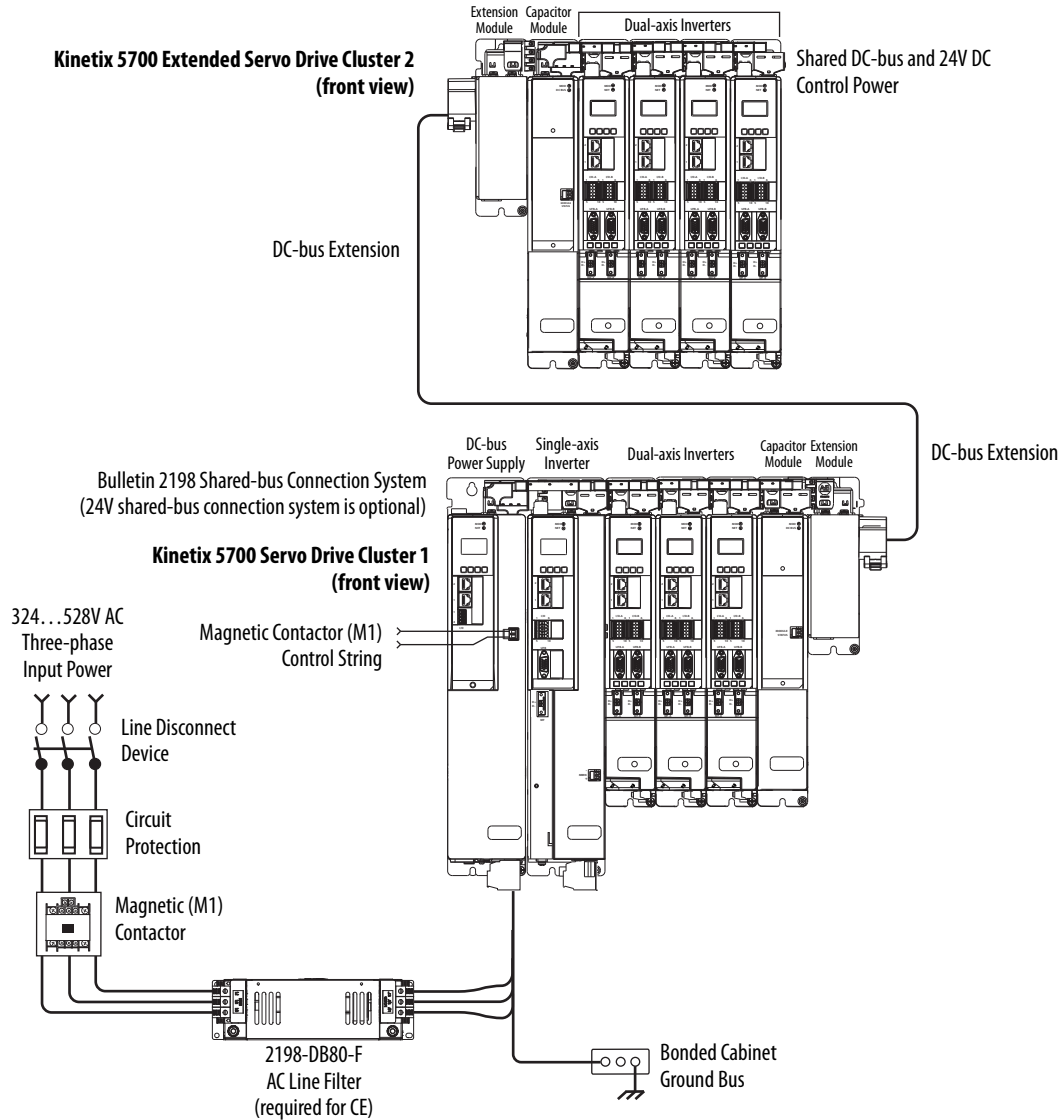 Extension
Module
Capacitor
Module
Dual-axis Inverters
Kinetix 5700 Extended Servo Drive Cluster 2
(front view)
Shared DC-bus and 24V DC
Control Power
DC-bus Extension
DC-bus Extension
DC-bus
Power Supply
Single-axis
Inverter
Dual-axis Inverters
Capacitor
Module
Extension
Module
Bulletin 2198 Shared-bus Connection System
(24V shared-bus connection system is optional)
Kinetix 5700 Servo Drive Cluster 1
(front view)
Magnetic Contactor (M1)
Control String
324…528V AC
Three-phase
Input Power
Line Disconnect
Device
Circuit
Protection
Magnetic (M1)
Contactor
2198-DB80-F
AC Line Filter
(required for CE)
Bonded Cabinet
Ground Bus